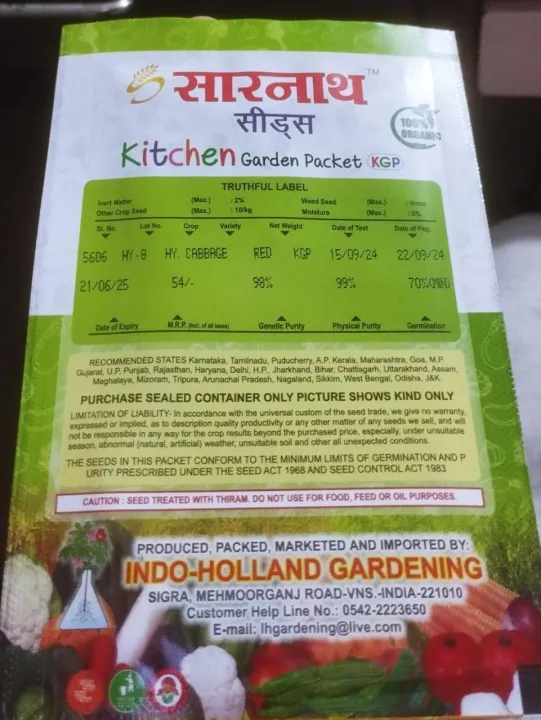 सारनाथ TM
सीड्स
100%
ORGANIC
Kitchen Garden Packet KGP
TRUTHFUL LABEL
Inert Matter (Max.) : 2% Weed Seed (Max.) : None
Other Crop Seed (Max.) : 10/kg Moisturs (Max.) : 6%
Sl. No. Lot No. Crop Variety Net Weight Date of Test Date of Pkg.
5606 HY-8 HY. CABBAGE RED KGP 15/09/24 22/09/24
21/06/25 54/- 98% 99% 70%(MIN)
Date of Expiry M.R.P. (Incl. of all taxes) Genetic Purity Physical Purity Germination
RECOMMENDED STATES Karnataka, Tamilnadu, Puducherry, A.P. Kerala, Maharashtra, Goa, M.P
Gujarat, U.P, Punjab, Rajasthan, Haryana, Delhi, H.P., Jharkhand, Bihar, Chattisgarh, Uttarakhand, Assam,
Meghalaya, Mizoram, Tripura, Arunachal Pradesh, Nagaland, Sikkim, West Bengal, Odisha, J&K.
PURCHASE SEALED CONTAINER ONLY PICTURE SHOWS KIND ONLY
LIMITATION OF LIABILITY- In accordance with the universal custom of the seed trade, we give no warranty,
expressed or implied, as to description quality productivity or any other matter of any seeds we sell, and will
not be responsible in any way for the crop results beyond the purchased price, especially, under unsuitable
season, abnormal (natural, artificial) weather, unsuitable soil and other all unexpected conditions.
THE SEEDS IN THIS PACKET CONFORM TO THE MINIMUM LIMITS OF GERMINATION AND P
URITY PRESCRIBED UNDER THE SEED ACT 1968 AND SEED CONTROL ACT 1983
CAUTION : SEED TREATED WITH THIRAM. DO NOT USE FOR FOOD, FEED OR OIL PURPOSES.
PRODUCED, PACKED, MARKETED AND IMPORTED BY:
INDO-HOLLAND GARDENING
SIGRA, MEHMOORGANJ ROAD-VNS.-INDIA-221010
Customer Help Line No.: 0542-2223650
E-mail: lhgardening@live.com